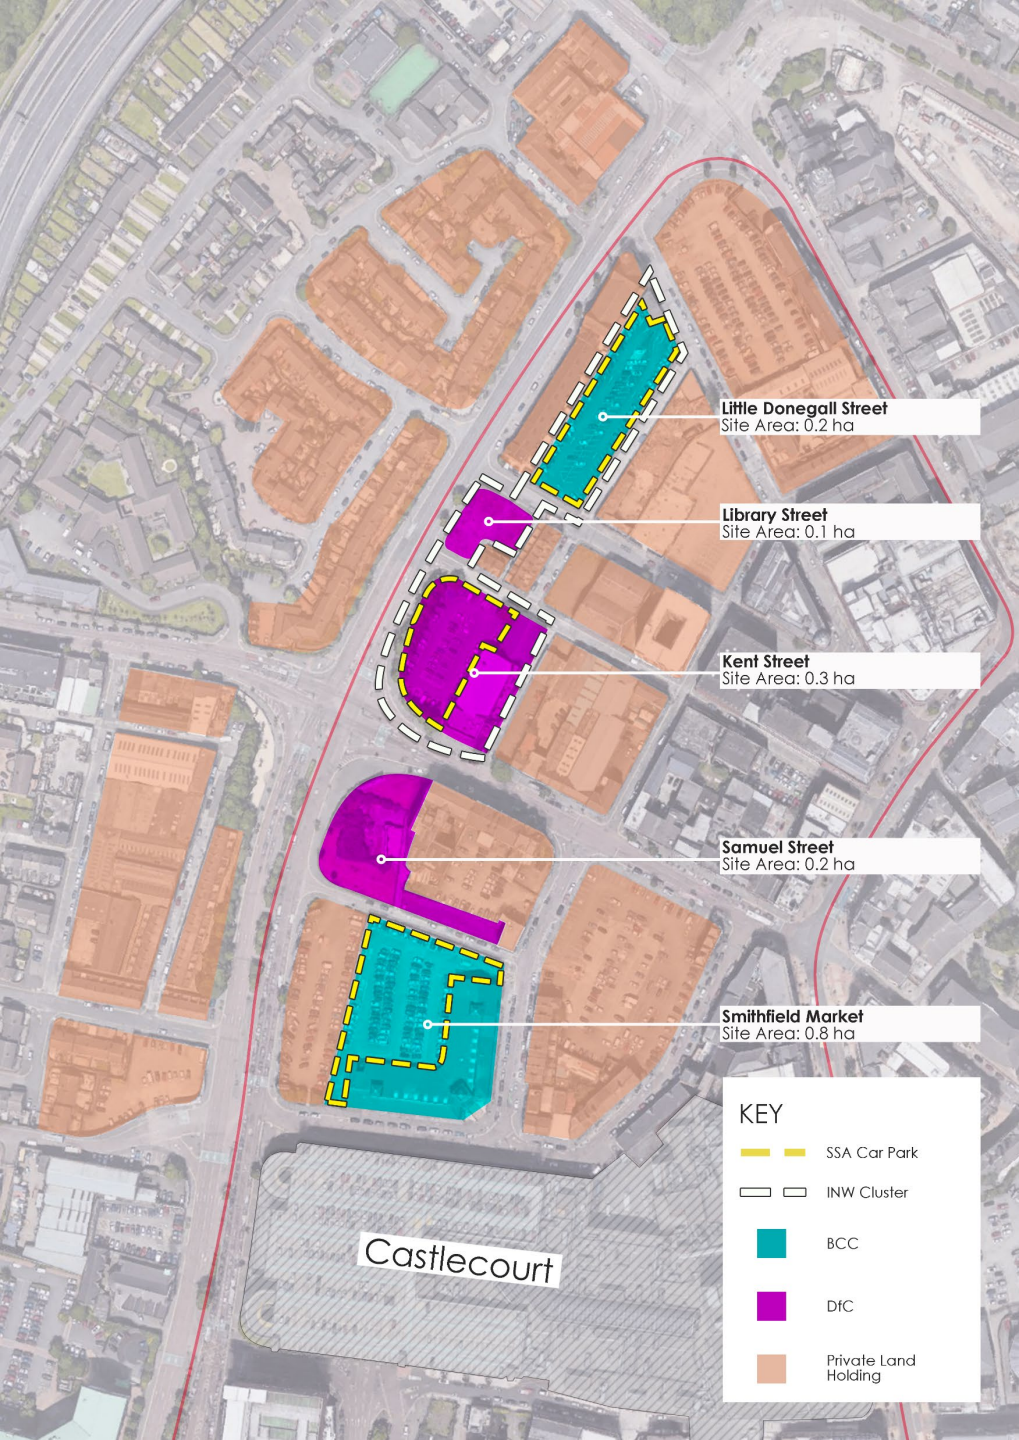 Little Donegall Street
Site Area: 0.2 ha
Library Street
Site Area: 0.1 ha
Kent Street
Site Area: 0.3 ha
Samuel Street
Site Area: 0.2 ha
Smithfield Market
Site Area: 0.8 ha
KEY
SSA Car Park
INW Cluster
BCC
DfC
Private Land
Holding
Castlecourt